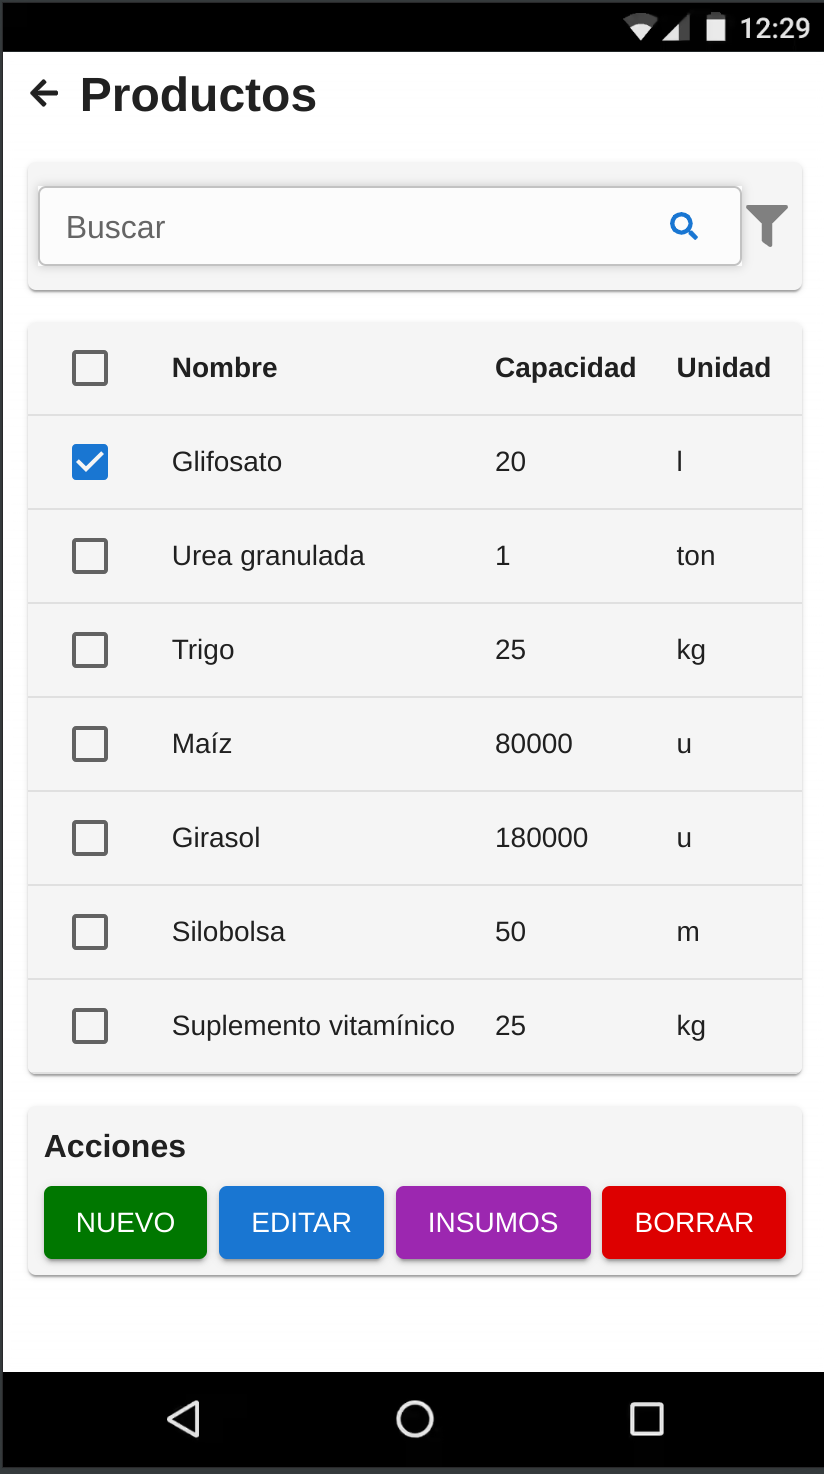 12:29
Productos
Buscar
Nombre Capacidad Unidad
Glifosato 20 l
Urea granulada 1 ton
Trigo 25 kg
Maíz 80000 u
Girasol 180000 u
Silobolsa 50 m
Suplemento vitamínico 25 kg
Acciones
NUEVO EDITAR INSUMOS BORRAR